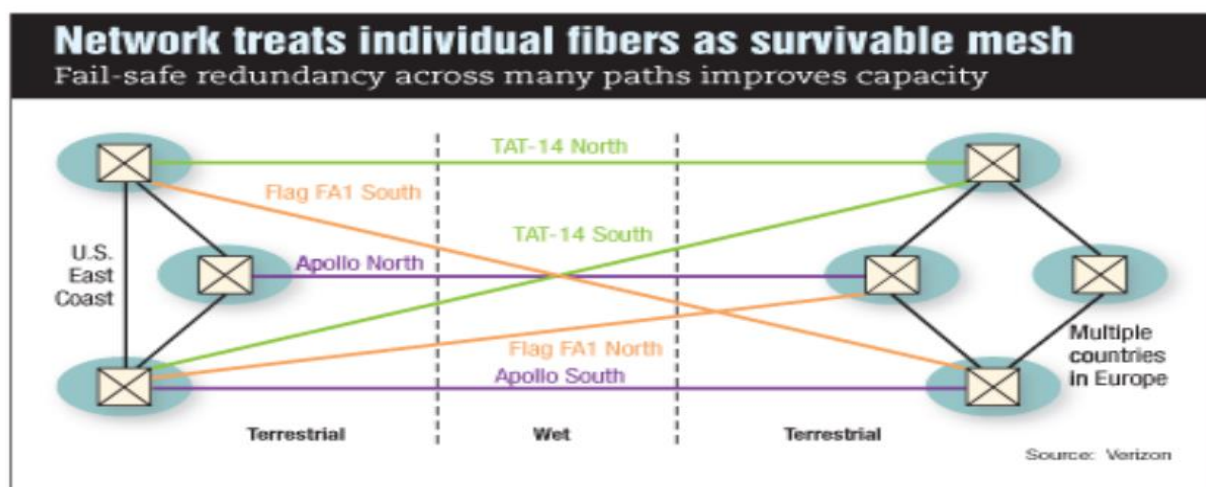 Network treats individual fibers as survivable mesh
Fail-safe redundancy across many paths improves capacity
TAT-14 North
Flag FA1 South
TAT-14 South
U.S.
East
Coast
Apollo North
Flag FA1 North
Apollo South
Multiple
countries
in Europe
Terrestrial
Wet
Terrestrial
Source: Verizon